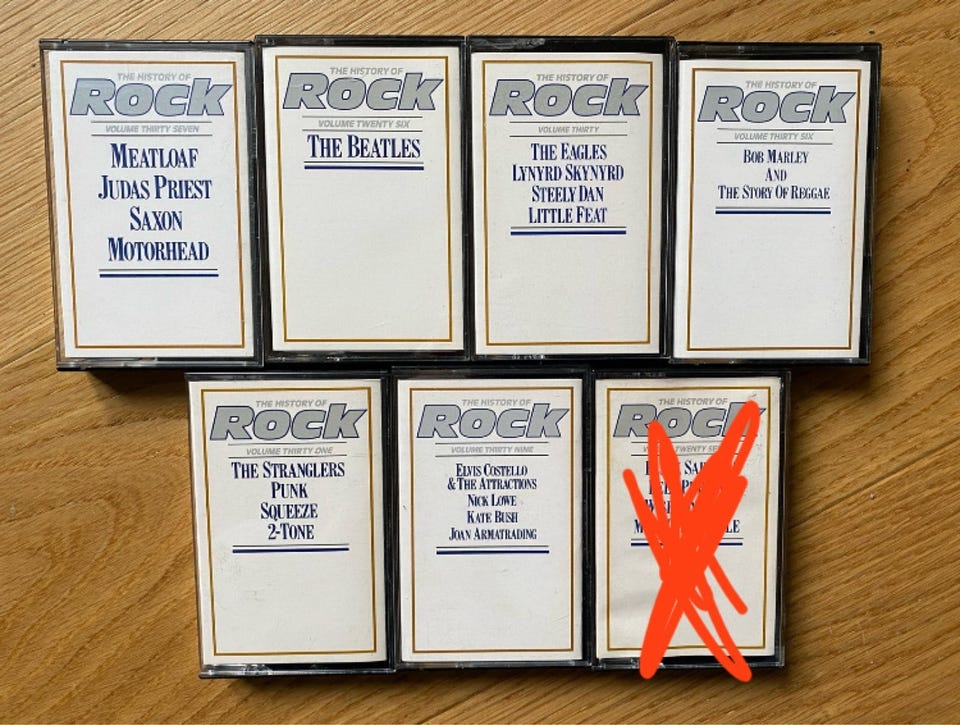 THE HISTORY OF
Rock
VOLUME THIRTY SEVEN
MEATLOAF
JUDAS PRIEST
SAXON
MOTORHEAD
THE HISTORY OF
Rock
VOLUME TWENTY SIX
THE BEATLES
THE HISTORY OF
Rock
VOLUME THIRTY
THE EAGLES
LYNYRD SKYNYRD
STEELY DAN
LITTLE FEAT
THE HISTORY OF
Rock
VOLUME THIRTY SIX
BOB MARLEY
AND
THE STORY OF REGGAE
THE HISTORY OF
Rock
VOLUME THIRTY ONE
THE STRANGLERS
PUNK
SQUEEZE
2-TONE
THE HISTORY OF
Rock
VOLUME THIRTY NINE
ELVIS COSTELLO
& THE ATTRACTIONS
NICK LOWE
KATE BUSH
JOAN ARMATRADING
THE HISTORY OF
Rock
TWENTY